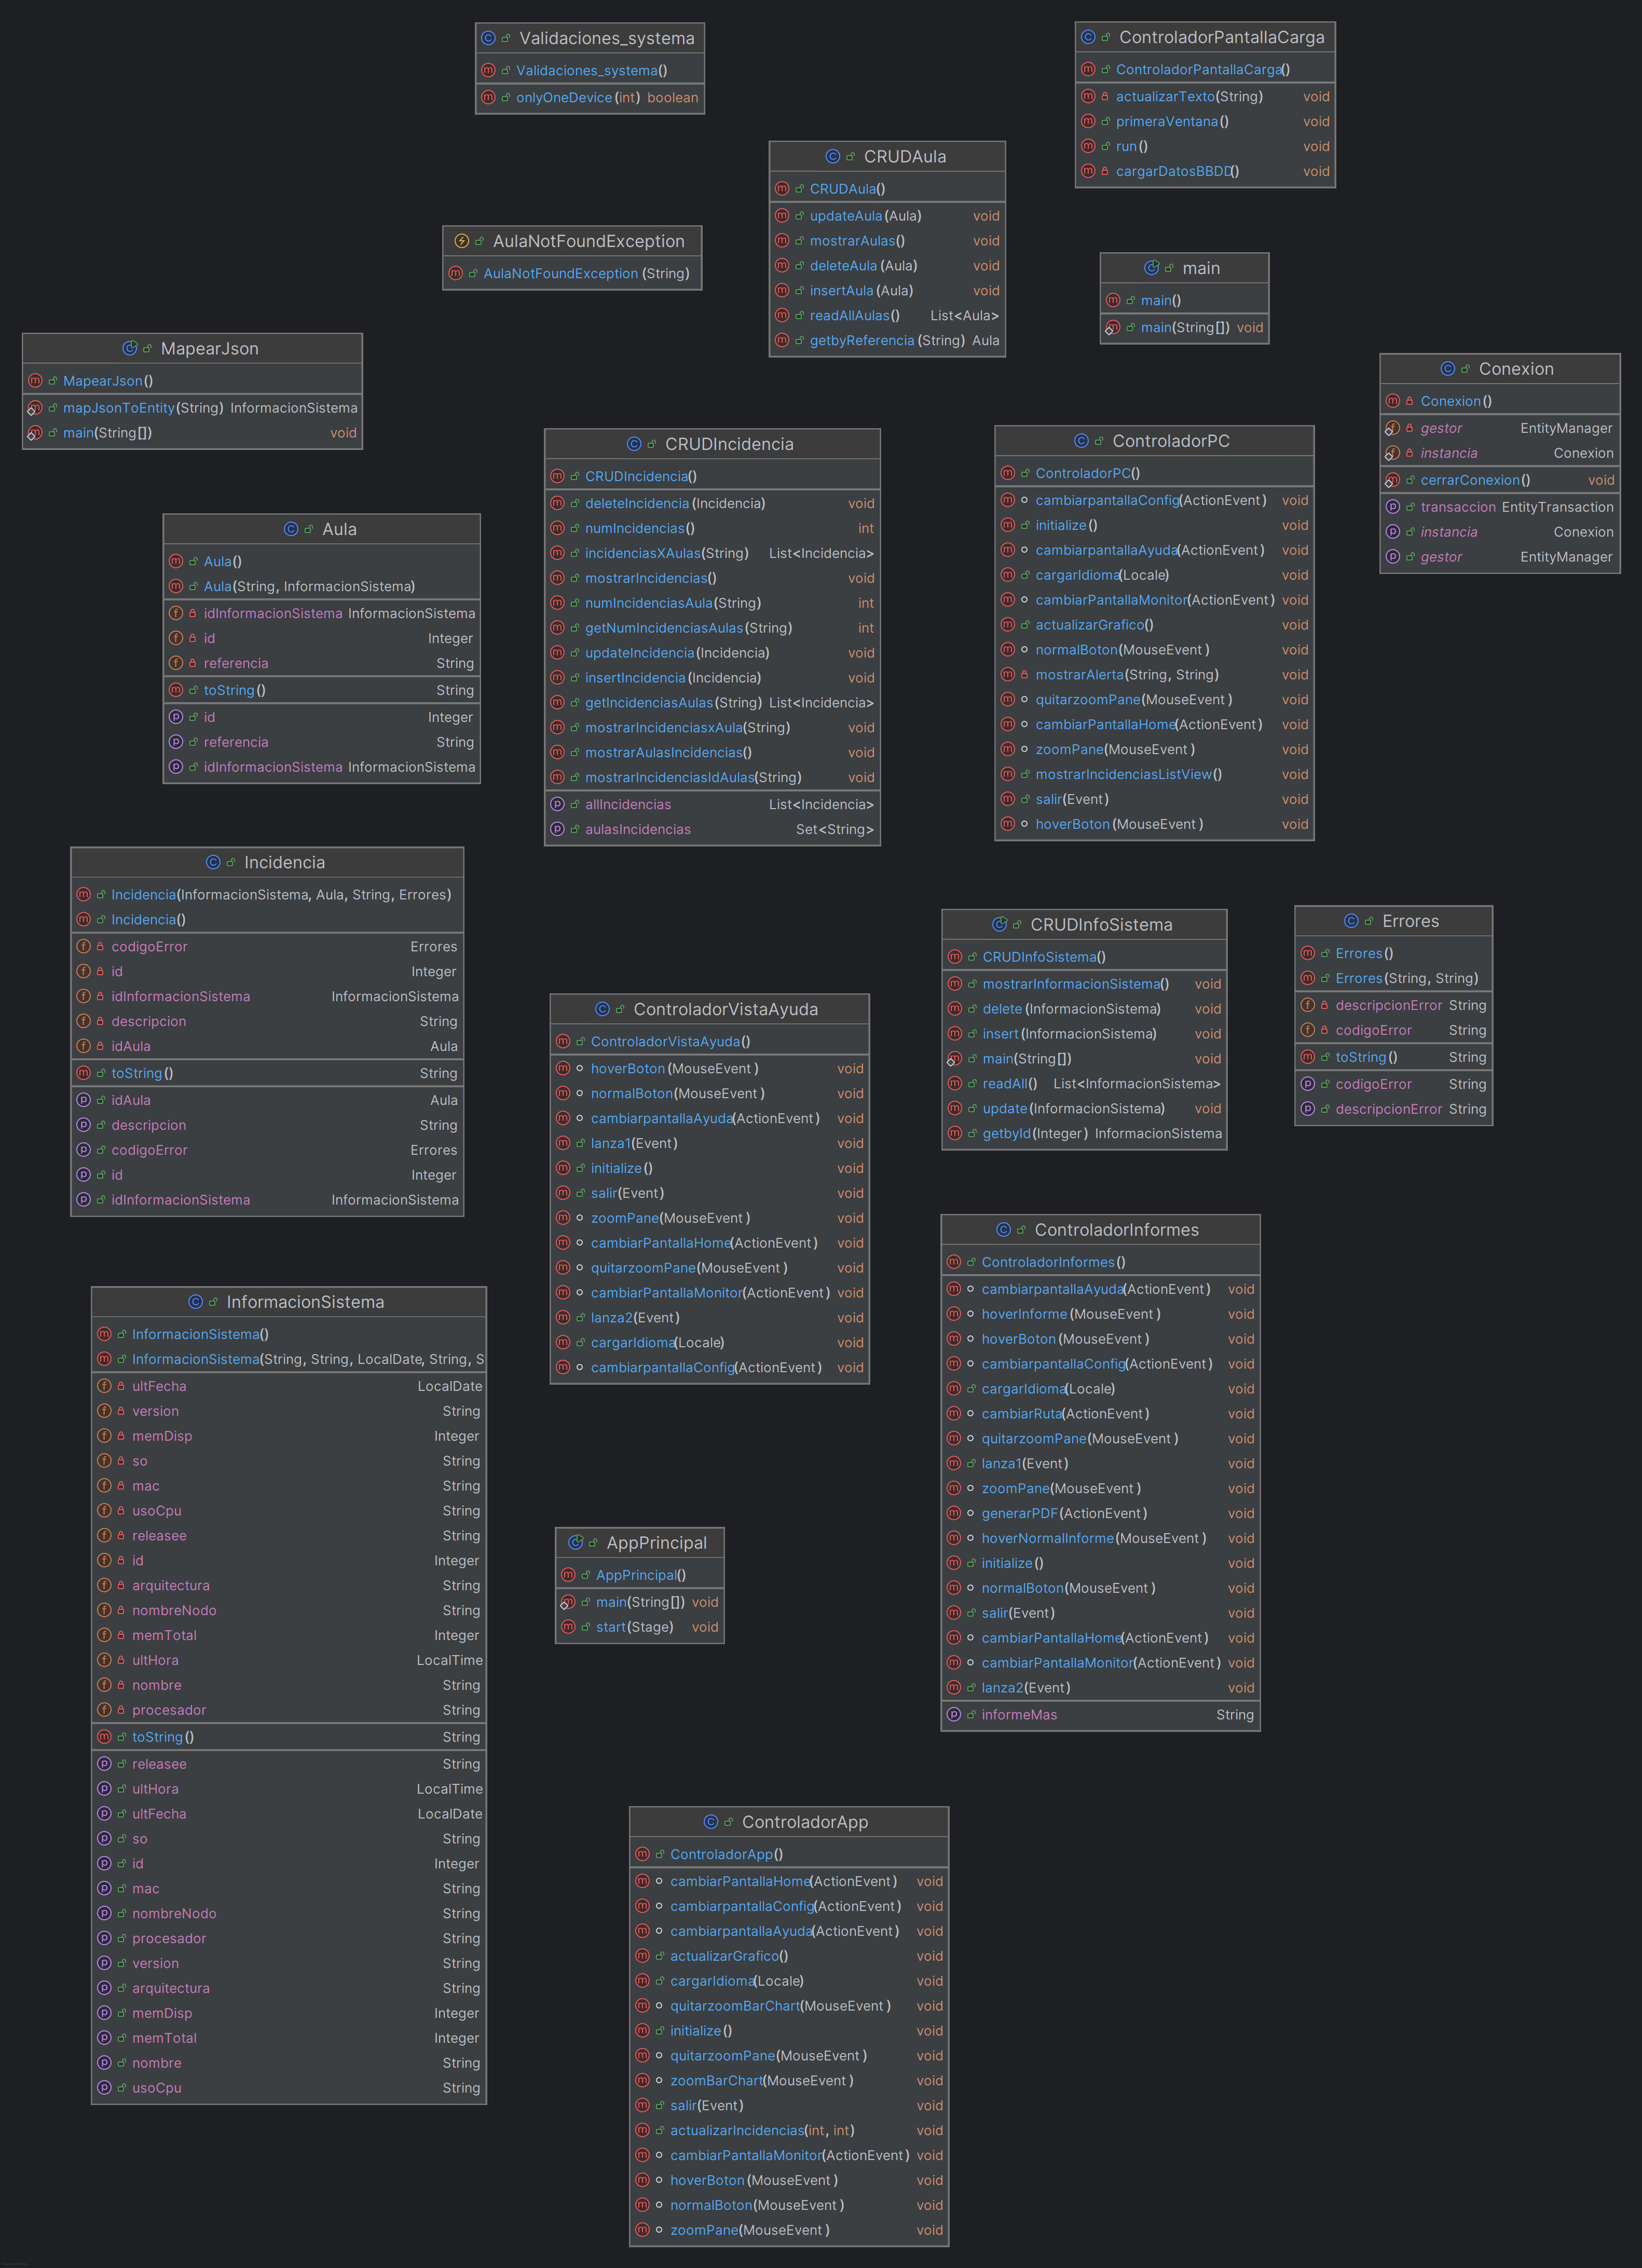 Validaciones_systema
Validaciones_systema()
onlyOneDevice(int) boolean
ControladorPantallaCarga
ControladorPantallaCarga()
actualizarTexto(String) void
primeraVentana() void
run() void
cargarDatosBBDD() void
CRUDAula
CRUDAula()
updateAula(Aula) void
mostrarAulas() void
deleteAula(Aula) void
insertAula(Aula) void
readAllAulas() List<Aula>
getbyReferencia(String) Aula
AulaNotFoundException
AulaNotFoundException(String)
main
main()
main(String[]) void
MapearJson
MapearJson()
mapJsonToEntity(String) InformacionSistema
main(String[]) void
Conexion
Conexion()
gestor EntityManager
instancia Conexion
cerrarConexion() void
transaccion EntityTransaction
instancia Conexion
gestor EntityManager
CRUDIncidencia
CRUDIncidencia()
deleteIncidencia(Incidencia) void
numIncidencias() int
incidenciasXAulas(String) List<Incidencia>
mostrarIncidencias() void
numIncidenciasAula(String) int
getNumIncidenciasAulas(String) int
updateIncidencia(Incidencia) void
insertIncidencia(Incidencia) void
getIncidenciasAulas(String) List<Incidencia>
mostrarIncidenciasxAula(String) void
mostrarAulasIncidencias() void
mostrarIncidenciasIdAulas(String) void
allIncidencias List<Incidencia>
aulasIncidencias Set<String>
ControladorPC
ControladorPC()
cambiarpantallaConfig(ActionEvent) void
initialize() void
cambiarpantallaAyuda(ActionEvent) void
cargarIdioma(Locale) void
cambiarPantallaMonitor(ActionEvent) void
actualizarGrafico() void
normalBoton(MouseEvent) void
mostrarAlerta(String, String) void
quitarzoomPane(MouseEvent) void
cambiarPantallaHome(ActionEvent) void
zoomPane(MouseEvent) void
mostrarIncidenciasListView() void
salir(Event) void
hoverBoton(MouseEvent) void
Aula
Aula()
Aula(String, InformacionSistema)
idInformacionSistema InformacionSistema
id Integer
referencia String
toString() String
id Integer
referencia String
idInformacionSistema InformacionSistema
Incidencia
Incidencia(InformacionSistema, Aula, String, Errores)
Incidencia()
codigoError Errores
id Integer
idInformacionSistema InformacionSistema
descripcion String
idAula Aula
toString() String
idAula Aula
descripcion String
codigoError Errores
id Integer
idInformacionSistema InformacionSistema
CRUDInfoSistema
CRUDInfoSistema()
mostrarInformacionSistema() void
delete(InformacionSistema) void
insert(InformacionSistema) void
main(String[]) void
readAll() List<InformacionSistema>
update(InformacionSistema) void
getbyId(Integer) InformacionSistema
Errores
Errores()
Errores(String, String)
descripcionError String
codigoError String
toString() String
codigoError String
descripcionError String
ControladorVistaAyuda
ControladorVistaAyuda()
hoverBoton(MouseEvent) void
normalBoton(MouseEvent) void
cambiarpantallaAyuda(ActionEvent) void
lanza1(Event) void
initialize() void
salir(Event) void
zoomPane(MouseEvent) void
cambiarPantallaHome(ActionEvent) void
quitarzoomPane(MouseEvent) void
cambiarPantallaMonitor(ActionEvent) void
lanza2(Event) void
cargarIdioma(Locale) void
cambiarpantallaConfig(ActionEvent) void
ControladorInformes
ControladorInformes()
cambiarpantallaAyuda(ActionEvent) void
hoverInforme(MouseEvent) void
hoverBoton(MouseEvent) void
cambiarpantallaConfig(ActionEvent) void
cargarIdioma(Locale) void
cambiarRuta(ActionEvent) void
quitarzoomPane(MouseEvent) void
lanza1(Event) void
zoomPane(MouseEvent) void
generarPDF(ActionEvent) void
hoverNormalInforme(MouseEvent) void
initialize() void
normalBoton(MouseEvent) void
salir(Event) void
cambiarPantallaHome(ActionEvent) void
cambiarPantallaMonitor(ActionEvent) void
lanza2(Event) void
informeMas String
InformacionSistema
InformacionSistema()
InformacionSistema(String, String, LocalDate, String, S
ultFecha LocalDate
version String
memDisp Integer
so String
mac String
usoCpu String
releasee String
id Integer
arquitectura String
nombreNodo String
memTotal Integer
ultHora LocalTime
nombre String
procesador String
toString() String
releasee String
ultHora LocalTime
ultFecha LocalDate
so String
id Integer
mac String
nombreNodo String
procesador String
version String
arquitectura String
memDisp Integer
memTotal Integer
nombre String
usoCpu String
AppPrincipal
AppPrincipal()
main(String[]) void
start(Stage) void
ControladorApp
ControladorApp()
cambiarPantallaHome(ActionEvent) void
cambiarpantallaConfig(ActionEvent) void
cambiarpantallaAyuda(ActionEvent) void
actualizarGrafico() void
cargarIdioma(Locale) void
quitarzoomBarChart(MouseEvent) void
initialize() void
quitarzoomPane(MouseEvent) void
zoomBarChart(MouseEvent) void
salir(Event) void
actualizarIncidencias(int, int) void
cambiarPantallaMonitor(ActionEvent) void
hoverBoton(MouseEvent) void
normalBoton(MouseEvent) void
zoomPane(MouseEvent) void